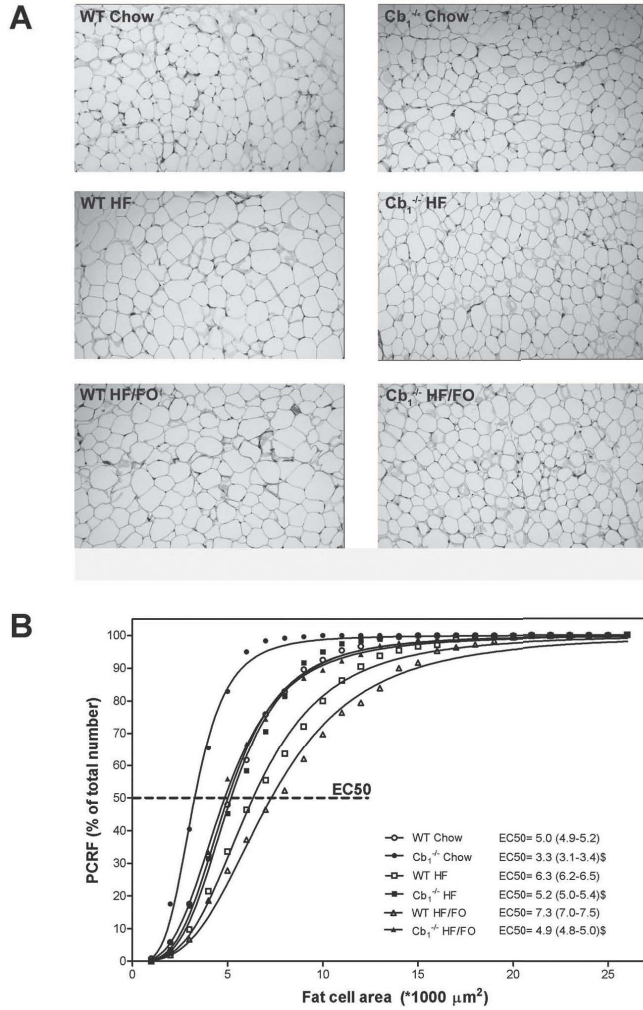 A
WT Chow
Cb₁⁻/⁻ Chow
WT HF
Cb₁⁻/⁻ HF
WT HF/FO
Cb₁⁻/⁻ HF/FO
B
PCRF (% of total number)
100
90
80
70
60
50
40
30
20
10
0
EC50
WT Chow EC50= 5.0 (4.9-5.2)
Cb₁⁻/⁻ Chow EC50= 3.3 (3.1-3.4)$
WT HF EC50= 6.3 (6.2-6.5)
Cb₁⁻/⁻ HF EC50= 5.2 (5.0-5.4)$
WT HF/FO EC50= 7.3 (7.0-7.5)
Cb₁⁻/⁻ HF/FO EC50= 4.9 (4.8-5.0)$
0 5 10 15 20 25
Fat cell area (*1000 µm²)